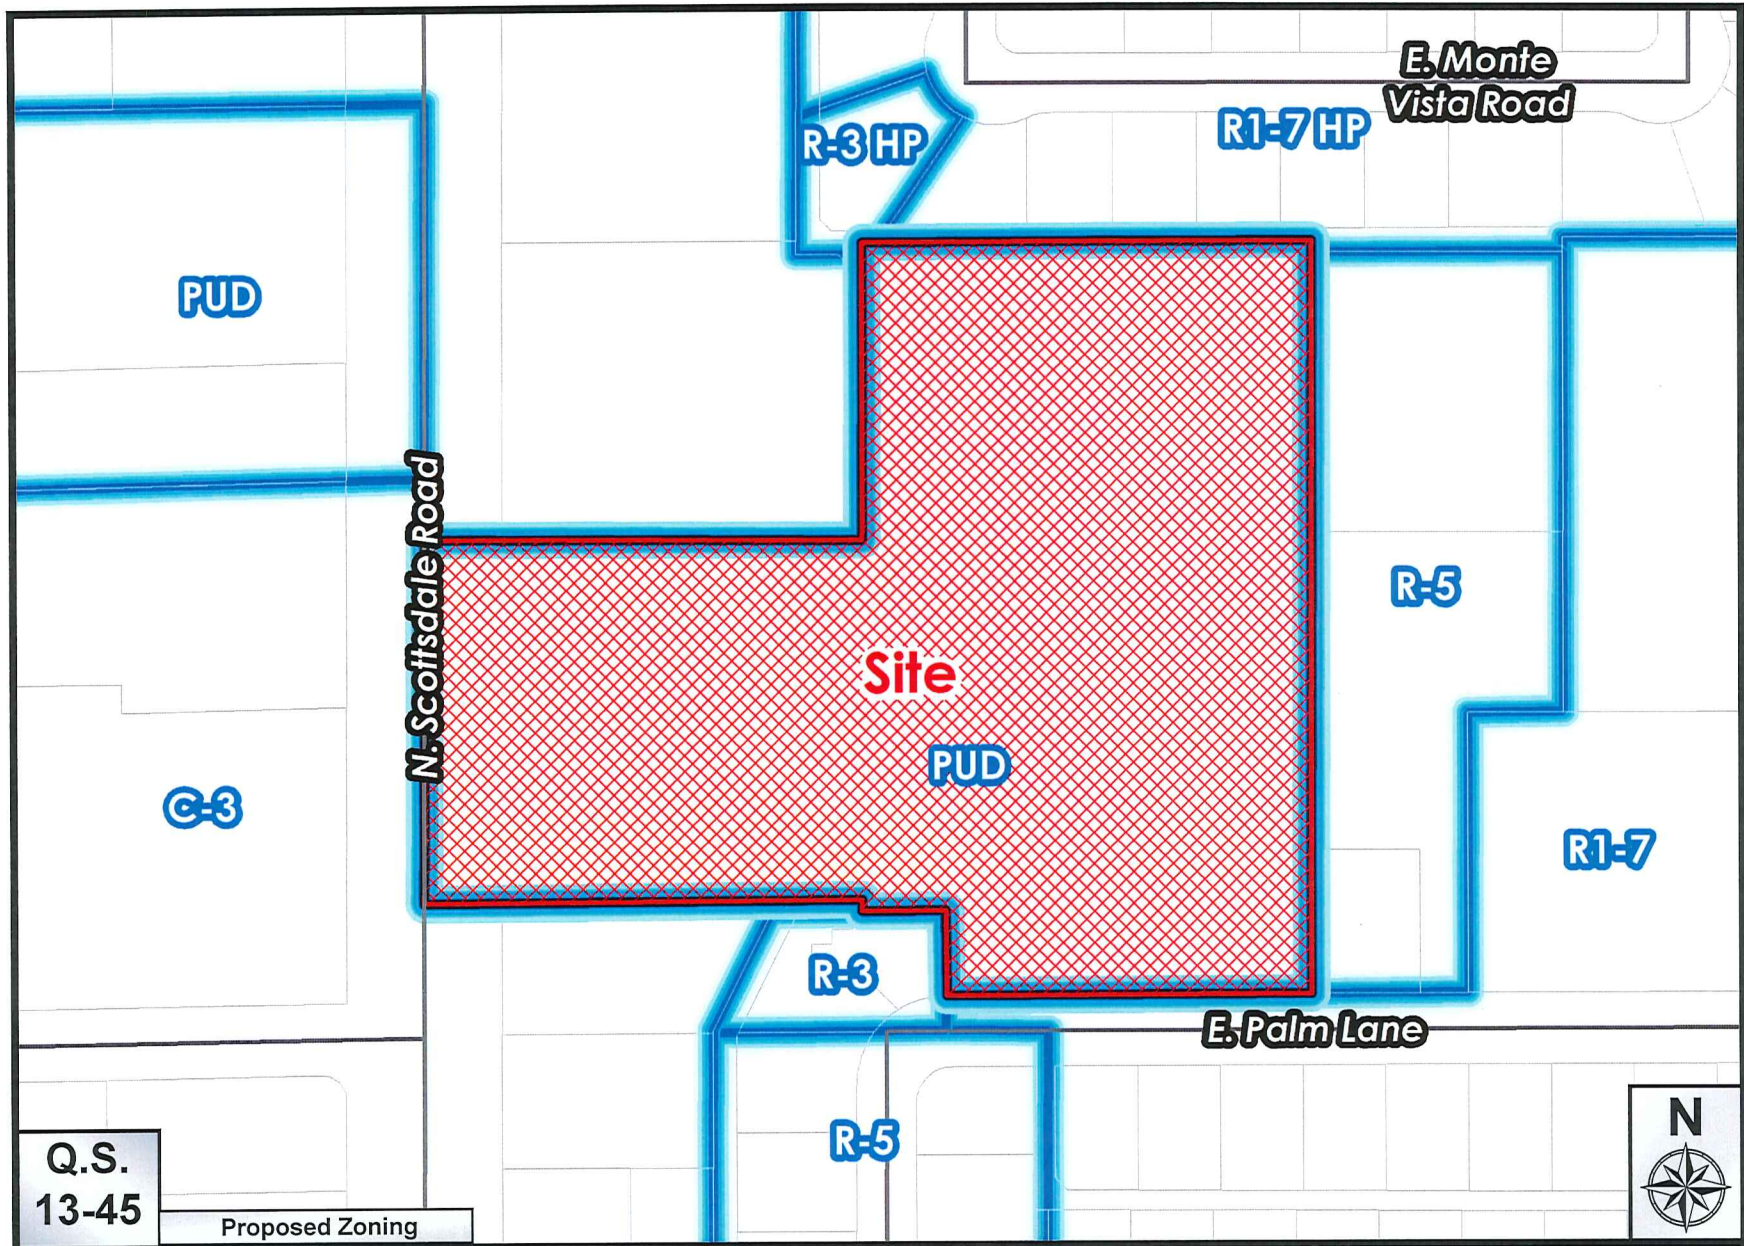 E. Monte
Vista Road
R-3 HP
R1-7 HP
PUD
N. Scottsdale Road
R-5
Site
PUD
C-3
R1-7
R-3
E. Palm Lane
R-5
N
Q.S.
13-45
Proposed Zoning